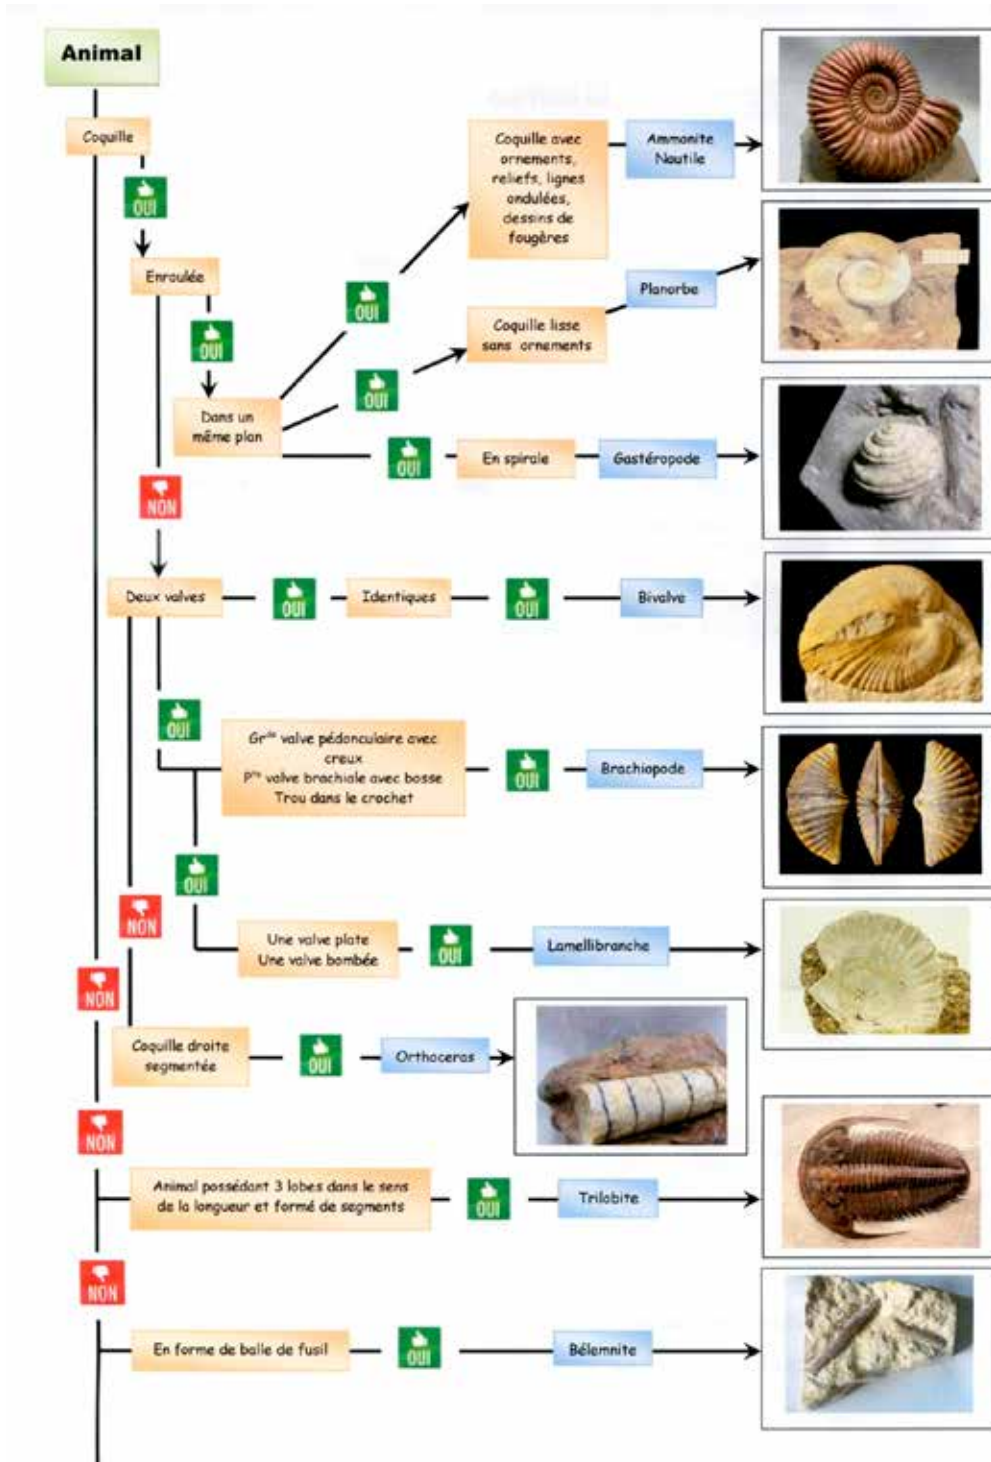 Animal
Coquille
OUI
Enroulée
OUI
Dans un
même plan
OUI
Coquille avec
ornements,
reliefs, lignes
ondulées,
dessins de
fougères
Ammonite
Nautile
OUI
Coquille lisse
sans ornements
Planorbe
OUI
En spirale
Gastéropode
NON
Deux valves
OUI
Identiques
OUI
Bivalve
OUI
Grde valve pédonculaire avec
creux
Pte valve brachiale avec bosse
Trou dans le crochet
OUI
Brachiopode
OUI
Une valve plate
Une valve bombée
OUI
Lamellibranche
NON
NON
Coquille droite
segmentée
OUI
Orthoceras
NON
Animal possédant 3 lobes dans le sens
de la longueur et formé de segments
OUI
Trilobite
NON
En forme de balle de fusil
OUI
Bélemnite